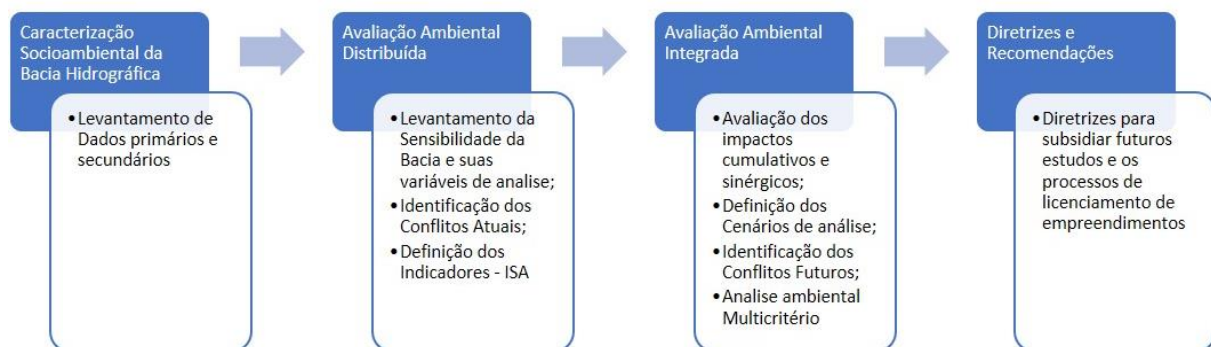 Caracterização
Socioambiental da
Bacia Hidrográfica
• Levantamento de
Dados primários e
secundários
Avaliação Ambiental
Distribuída
• Levantamento da
Sensibilidade da
Bacia e suas
variáveis de analise;
• Identificação dos
Conflitos Atuais;
• Definição dos
Indicadores - ISA
Avaliação Ambiental
Integrada
• Avaliação dos
impactos
cumulativos e
sinérgicos;
• Definição dos
Cenários de análise;
• Identificação dos
Conflitos Futuros;
• Analise ambiental
Multicritério
Diretrizes e
Recomendações
• Diretrizes para
subsidiar futuros
estudos e os
processos de
licenciamento de
empreendimentos